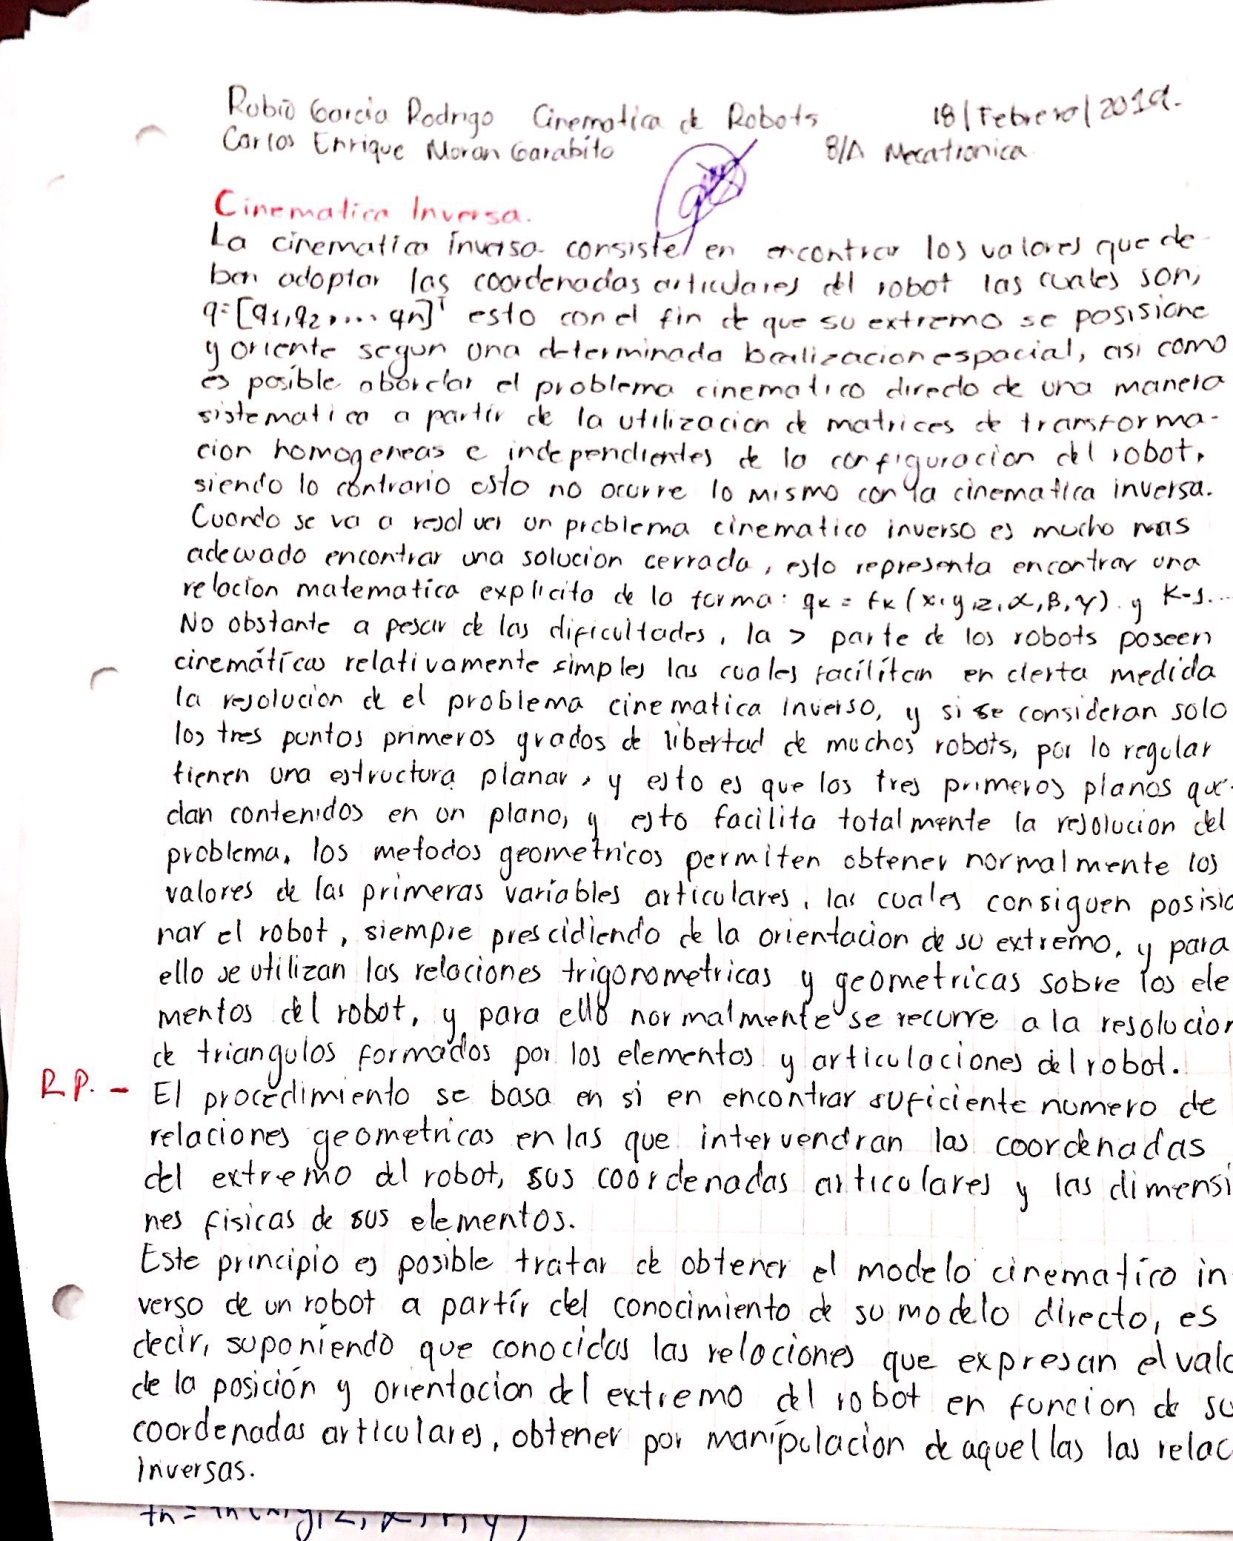 Rubio Garcia Rodrigo Cinematica de Robots 18/Febrero/2019.
Carlos Enrique Moran Garabito 8/A Mecatronica
Cinematica Inversa.
La cinematica inversa consiste en encontrar los valores que de-
ben adoptar las coordenadas articulares del robot las cuales son,
q=[q1,q2,... qn]^T esto con el fin de que su extremo se posisione
y oriente segun una determinada localizacion espacial, asi como
es posible abordar el problema cinematico directo de una manera
sistematica a partir de la utilizacion de matrices de transforma-
cion homogeneas e independientes de la configuracion del robot,
siendo lo contrario esto no ocurre lo mismo con la cinematica inversa.
Cuando se va a resolver un problema cinematico inverso es mucho mas
adecuado encontrar una solucion cerrada, esto representa encontrar una
relacion matematica explicita de la forma: qk = fk (x,y,z,α,β,γ) y K-1...
No obstante a pesar de las dificultades, la > parte de los robots poseen
cinemáticas relativamente simples las cuales facilitan en cierta medida
la resolucion de el problema cinematica inverso, y si se consideran solo
los tres puntos primeros grados de libertad de muchos robots, por lo regular
tienen una estructura planar, y esto es que los tres primeros planos que-
dan contenidos en un plano, y esto facilita totalmente la resolucion del
problema, los metodos geometricos permiten obtener normalmente los
valores de las primeras variables articulares, las cuales consiguen posisio
nar el robot, siempre prescidiendo de la orientacion de su extremo, y para
ello se utilizan las relaciones trigonometricas y geometricas sobre los ele
mentos del robot, y para ello normalmente se recurre a la resolucion
de triangulos formados por los elementos y articulaciones del robot.
R.P. - El procedimiento se basa en si en encontrar suficiente numero de
relaciones geometricas en las que intervendran las coordenadas
del extremo del robot, sus coordenadas articulares y las dimensi
nes fisicas de sus elementos.
Este principio es posible tratar de obtener el modelo cinematico in
verso de un robot a partir del conocimiento de su modelo directo, es
decir, suponiendo que conocidas las relaciones que expresan el valo
de la posición y orientacion del extremo del robot en funcion de su
coordenadas articulares, obtener por manipulacion de aquellas las relac
inversas.